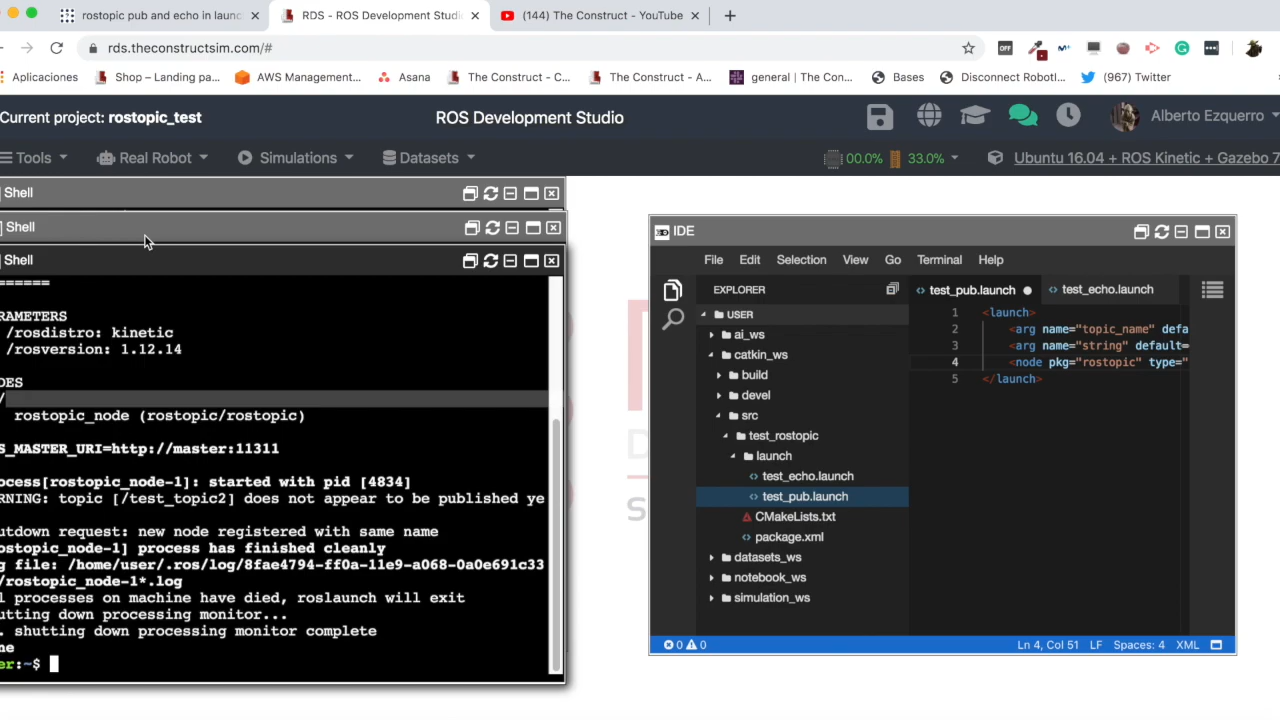 rostopic pub and echo in launc
RDS - ROS Development Studi
(144) The Construct - YouTube
rds.theconstructsim.com/#
Aplicaciones
Shop – Landing pa...
AWS Management...
Asana
The Construct - C...
The Construct - A...
general | The Con...
Bases
Disconnect RobotI...
(967) Twitter
Current project: rostopic_test
ROS Development Studio
Alberto Ezquerro
Tools
Real Robot
Simulations
Datasets
00.0%
33.0%
Ubuntu 16.04 + ROS Kinetic + Gazebo 7
Shell
Shell
Shell
======
RAMETERS
/rosdistro: kinetic
/rosversion: 1.12.14
DES
/
rostopic_node (rostopic/rostopic)
S_MASTER_URI=http://master:11311
ocess[rostopic_node-1]: started with pid [4834]
RNING: topic [/test_topic2] does not appear to be published ye
utdown request: new node registered with same name
ostopic_node-1] process has finished cleanly
g file: /home/user/.ros/log/8fae4794-ff0a-11e9-a068-0a0e691c33
/rostopic_node-1*.log
l processes on machine have died, roslaunch will exit
utting down processing monitor...
. shutting down processing monitor complete
ne
er:~$
IDE
File Edit Selection View Go Terminal Help
EXPLORER
USER
ai_ws
catkin_ws
build
devel
src
test_rostopic
launch
test_echo.launch
test_pub.launch
CMakeLists.txt
package.xml
datasets_ws
notebook_ws
simulation_ws
test_pub.launch
test_echo.launch
1 <launch>
2 <arg name="topic_name" defa
3 <arg name="string" default=
4 <node pkg="rostopic" type="
5 </launch>
0 0
Ln 4, Col 51
LF
Spaces: 4
XML